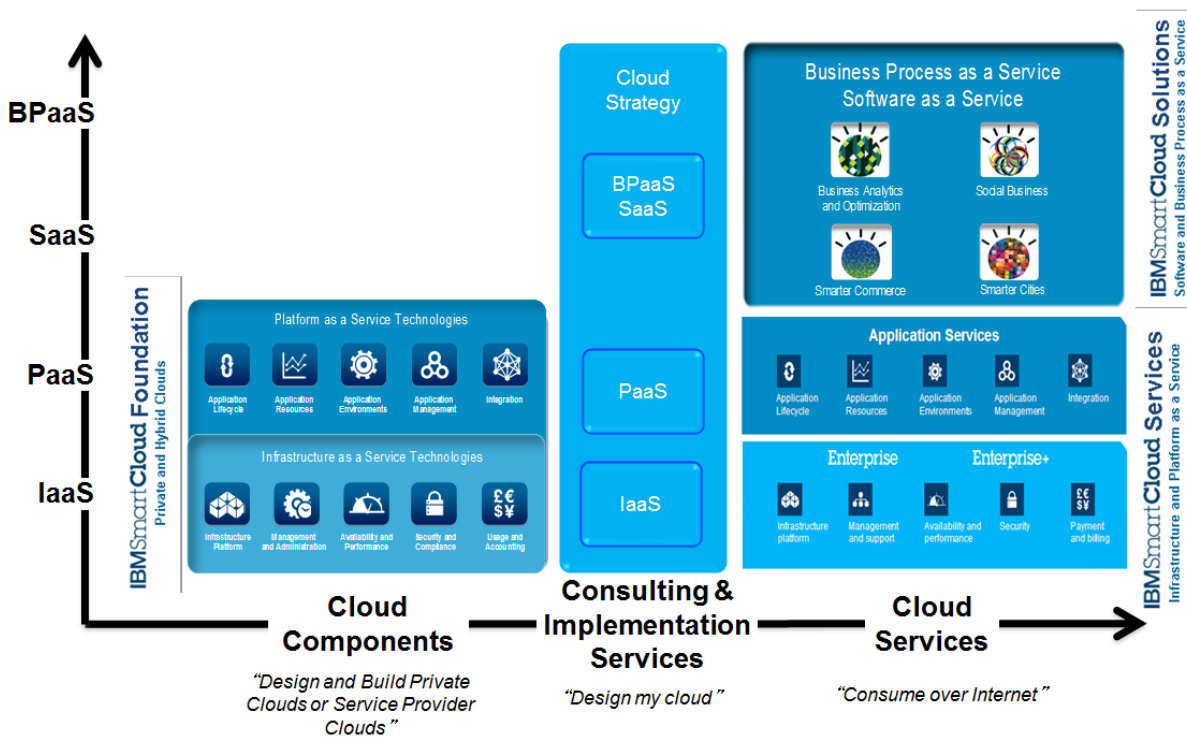 BPaaS
SaaS
PaaS
IaaS
IBMSmartCloud Foundation
Private and Hybrid Clouds
Platform as a Service Technologies
Application
Lifecycle
Application
Resources
Application
Environments
Application
Management
Integration
Infrastructure as a Service Technologies
Infrastructure
Platform
Management
and Administration
Availability and
Performance
Security and
Compliance
£€
$¥
Usage and
Accounting
Cloud
Strategy
BPaaS
SaaS
PaaS
IaaS
Business Process as a Service
Software as a Service
Business Analytics
and Optimization
Social Business
Smarter Commerce
Smarter Cities
Application Services
Application
Lifecycle
Application
Resources
Application
Environments
Application
Management
Integration
Enterprise
Enterprise+
Infrastructure
platform
Management
and support
Availability and
performance
Security
£€
$¥
Payment
and billing
IBMSmartCloud Solutions
Software and Business Process as a Service
IBMSmartCloud Services
Infrastructure and Platform as a Service
Cloud
Components
"Design and Build Private
Clouds or Service Provider
Clouds"
Consulting &
Implementation
Services
"Design my cloud"
Cloud
Services
"Consume over Internet"